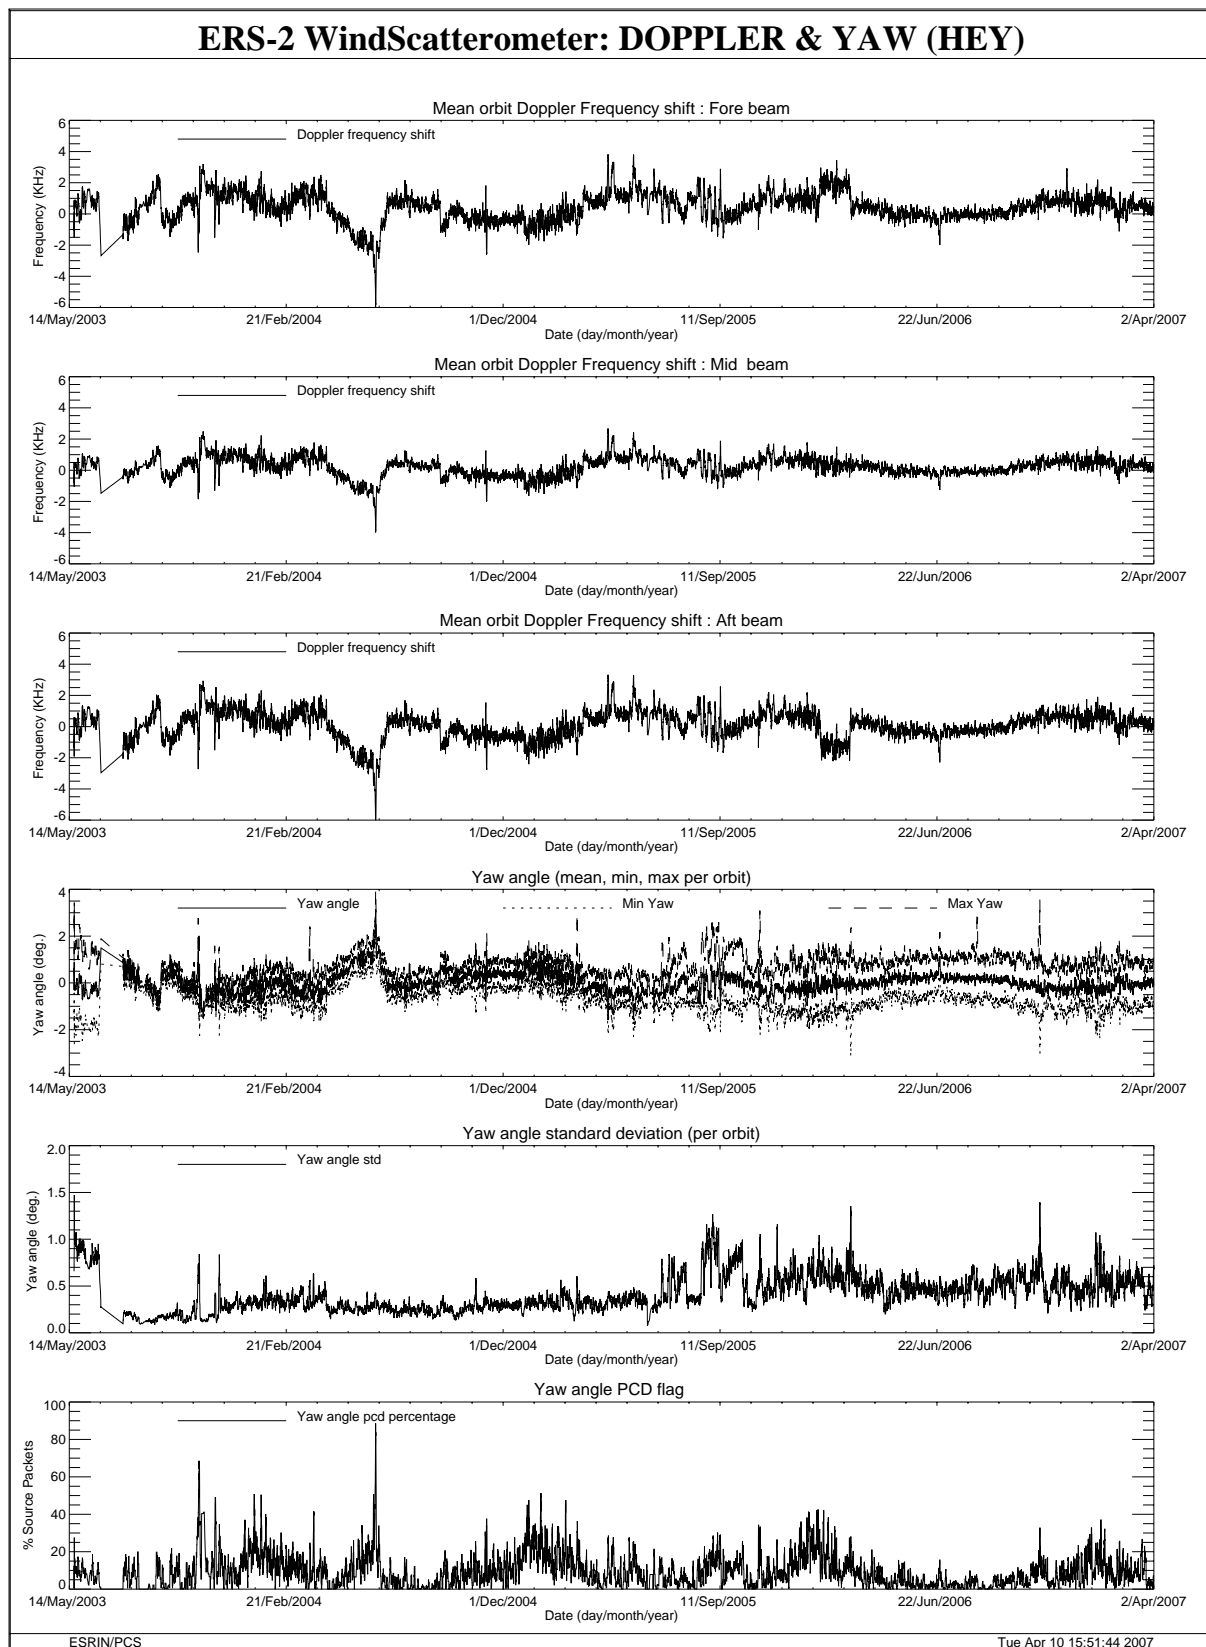 ERS-2 WindScatterometer: DOPPLER & YAW (HEY)
Mean orbit Doppler Frequency shift : Fore beam
Doppler frequency shift
Frequency (KHz)
6
4
2
0
-2
-4
-6
14/May/2003 21/Feb/2004 1/Dec/2004 11/Sep/2005 22/Jun/2006 2/Apr/2007
Date (day/month/year)
Mean orbit Doppler Frequency shift : Mid beam
Doppler frequency shift
Frequency (KHz)
6
4
2
0
-2
-4
-6
14/May/2003 21/Feb/2004 1/Dec/2004 11/Sep/2005 22/Jun/2006 2/Apr/2007
Date (day/month/year)
Mean orbit Doppler Frequency shift : Aft beam
Doppler frequency shift
Frequency (KHz)
6
4
2
0
-2
-4
-6
14/May/2003 21/Feb/2004 1/Dec/2004 11/Sep/2005 22/Jun/2006 2/Apr/2007
Date (day/month/year)
Yaw angle (mean, min, max per orbit)
Yaw angle Min Yaw Max Yaw
Yaw angle (deg.)
4
2
0
-2
-4
14/May/2003 21/Feb/2004 1/Dec/2004 11/Sep/2005 22/Jun/2006 2/Apr/2007
Date (day/month/year)
Yaw angle standard deviation (per orbit)
Yaw angle std
Yaw angle (deg.)
2.0
1.5
1.0
0.5
0.0
14/May/2003 21/Feb/2004 1/Dec/2004 11/Sep/2005 22/Jun/2006 2/Apr/2007
Date (day/month/year)
Yaw angle PCD flag
Yaw angle pcd percentage
% Source Packets
100
80
60
40
20
0
14/May/2003 21/Feb/2004 1/Dec/2004 11/Sep/2005 22/Jun/2006 2/Apr/2007
Date (day/month/year)
ESRIN/PCS Tue Apr 10 15:51:44 2007